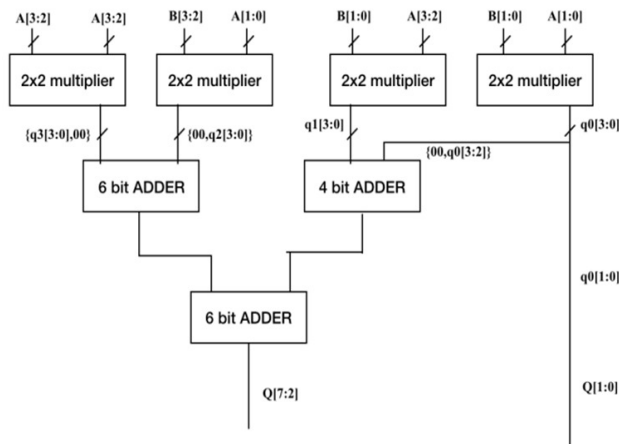 A[3:2] A[3:2] B[3:2] A[1:0] B[1:0] A[3:2] B[1:0] A[1:0]
2x2 multiplier 2x2 multiplier 2x2 multiplier 2x2 multiplier
{q3[3:0],00} {00,q2[3:0]} q1[3:0] q0[3:0]
{00,q0[3:2]}
6 bit ADDER 4 bit ADDER
q0[1:0]
6 bit ADDER
Q[7:2] Q[1:0]